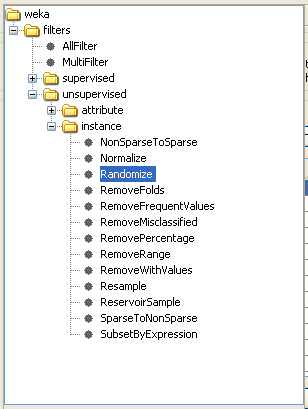 weka
filters
AllFilter
MultiFilter
supervised
unsupervised
attribute
instance
NonSparseToSparse
Normalize
Randomize
RemoveFolds
RemoveFrequentValues
RemoveMisclassified
RemovePercentage
RemoveRange
RemoveWithValues
Resample
ReservoirSample
SparseToNonSparse
SubsetByExpression